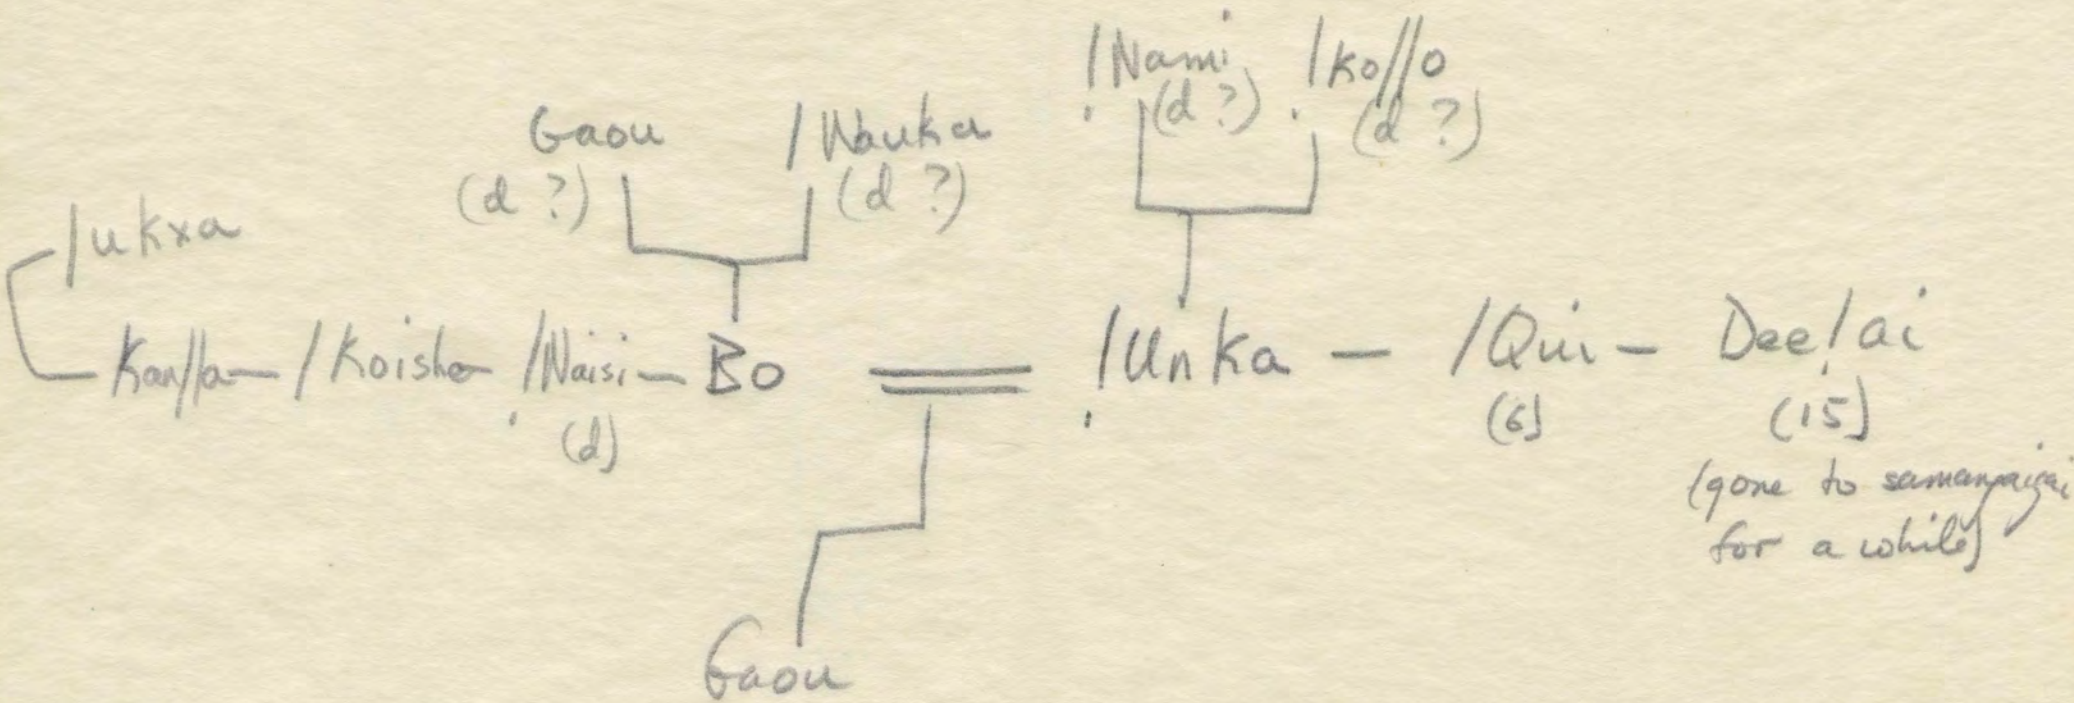 !Nami !ko//o
(d ?) (d ?)
Gaou /Nauka
(d ?) (d ?)
/ukxa
Kan//a — /Koisha — !Naisi — Bo = !Unka — /Qui — Dee!ai
(d) (6) (15)
(gone to
for a while)
Gaou